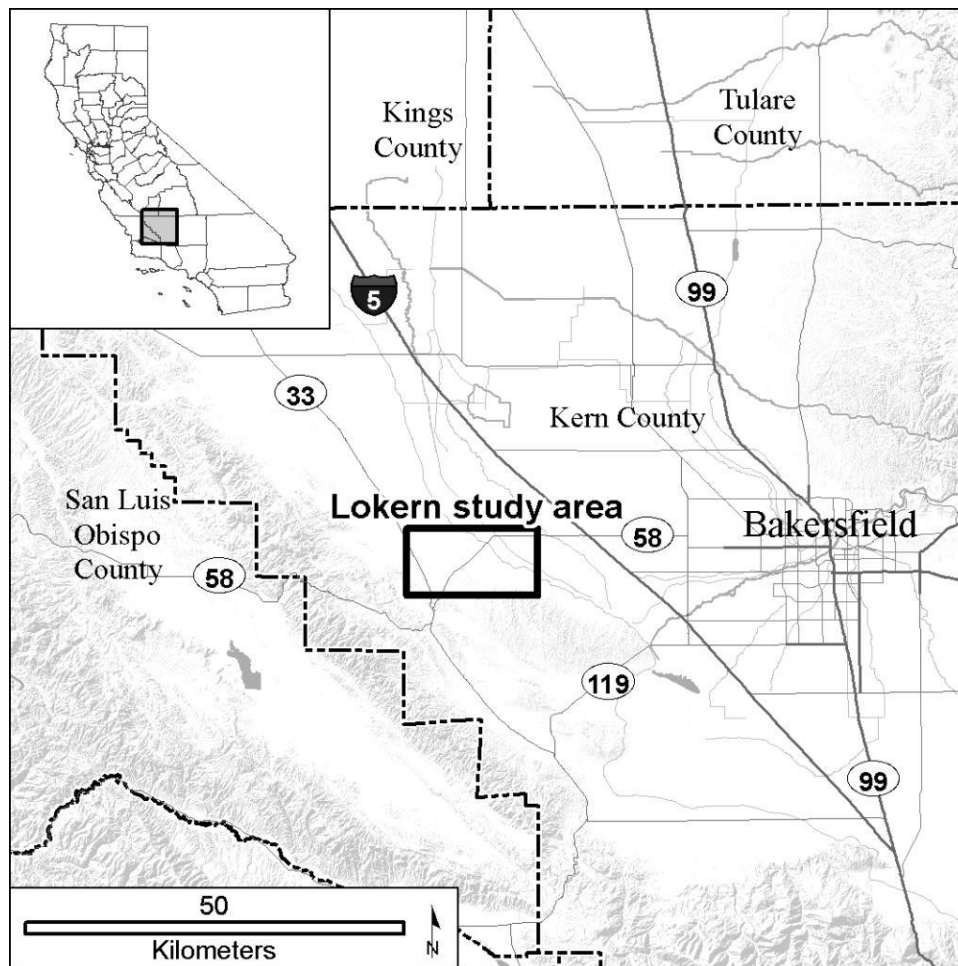 Kings
County
Tulare
County
5
99
33
Kern County
Lokern study area
San Luis
Obispo
County
58
Bakersfield
58
119
99
50
Kilometers
N